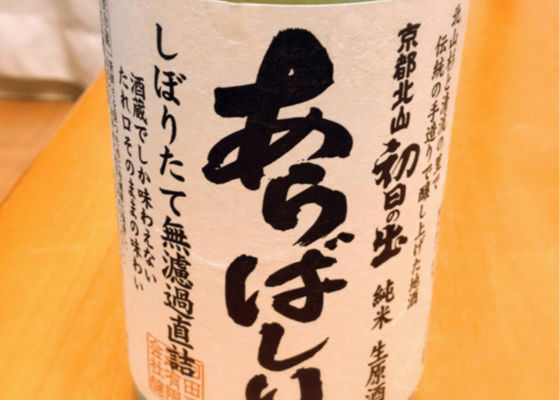 北山杉と清流の里で
伝統の手造りで醸し上げた地酒
京都北山 初日の出 純米 生原酒
あらばしり
しぼりたて無濾過直詰
酒蔵でしか味わえない
たれ口そのままの味わい